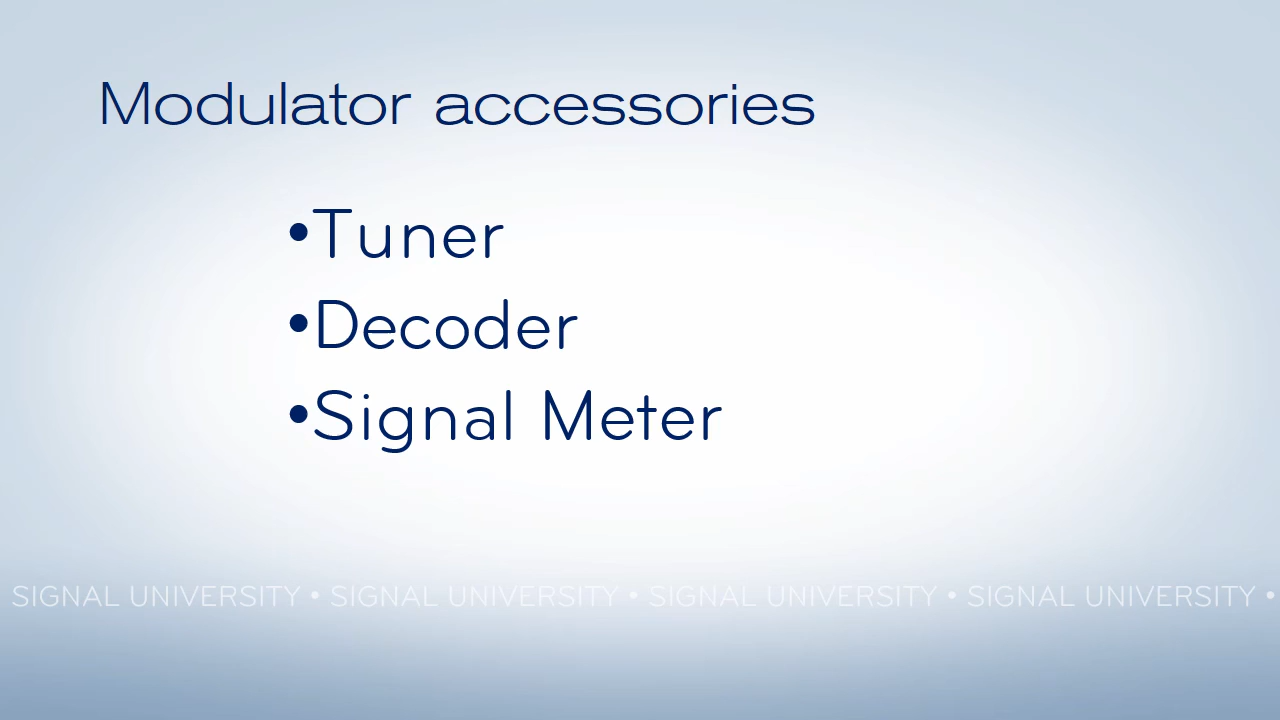 Modulator accessories
•Tuner
•Decoder
•Signal Meter
SIGNAL UNIVERSITY • SIGNAL UNIVERSITY • SIGNAL UNIVERSITY • SIGNAL UNIVERSITY •